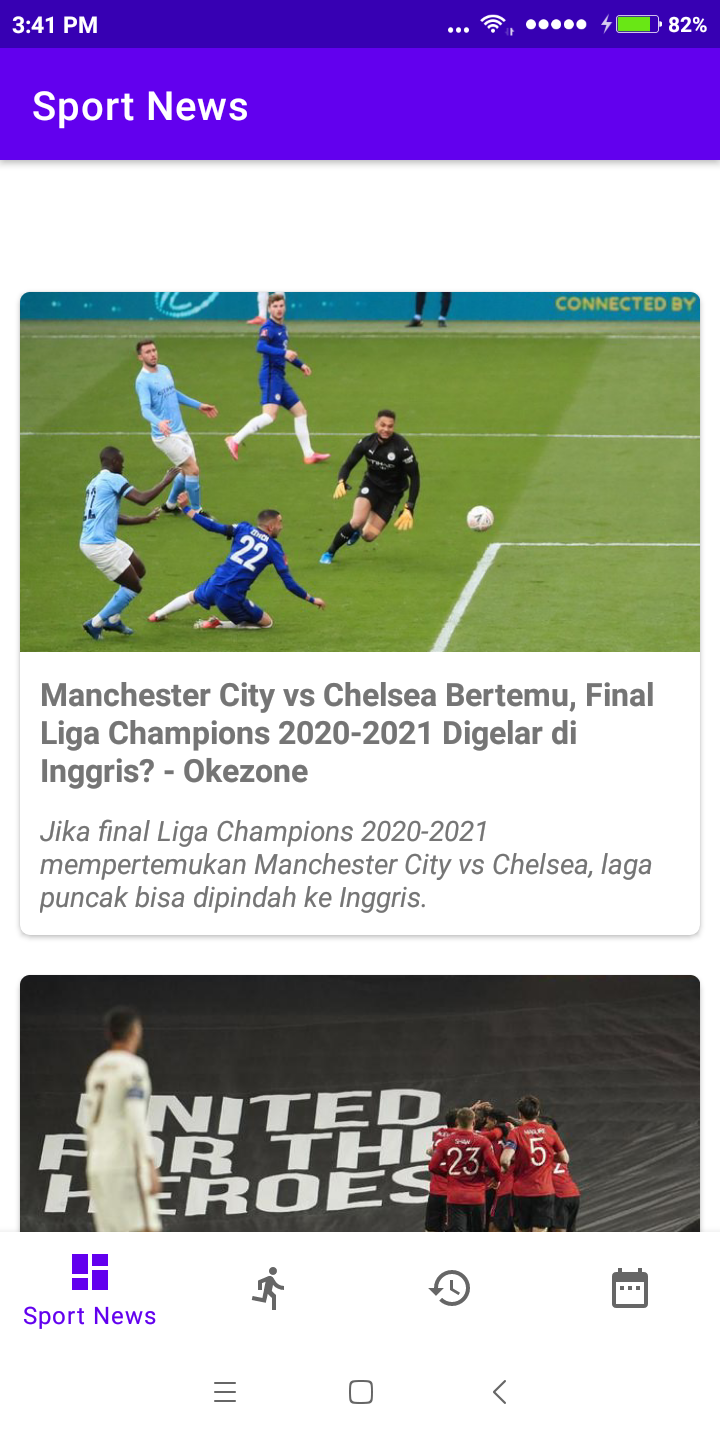 3:41 PM
82%
Sport News
CONNECTED BY
22
Manchester City vs Chelsea Bertemu, Final
Liga Champions 2020-2021 Digelar di
Inggris? - Okezone
Jika final Liga Champions 2020-2021
mempertemukan Manchester City vs Chelsea, laga
puncak bisa dipindah ke Inggris.
UNITED
FOR THE
HEROES
SHAW
23
MAGUIRE
5
Sport News